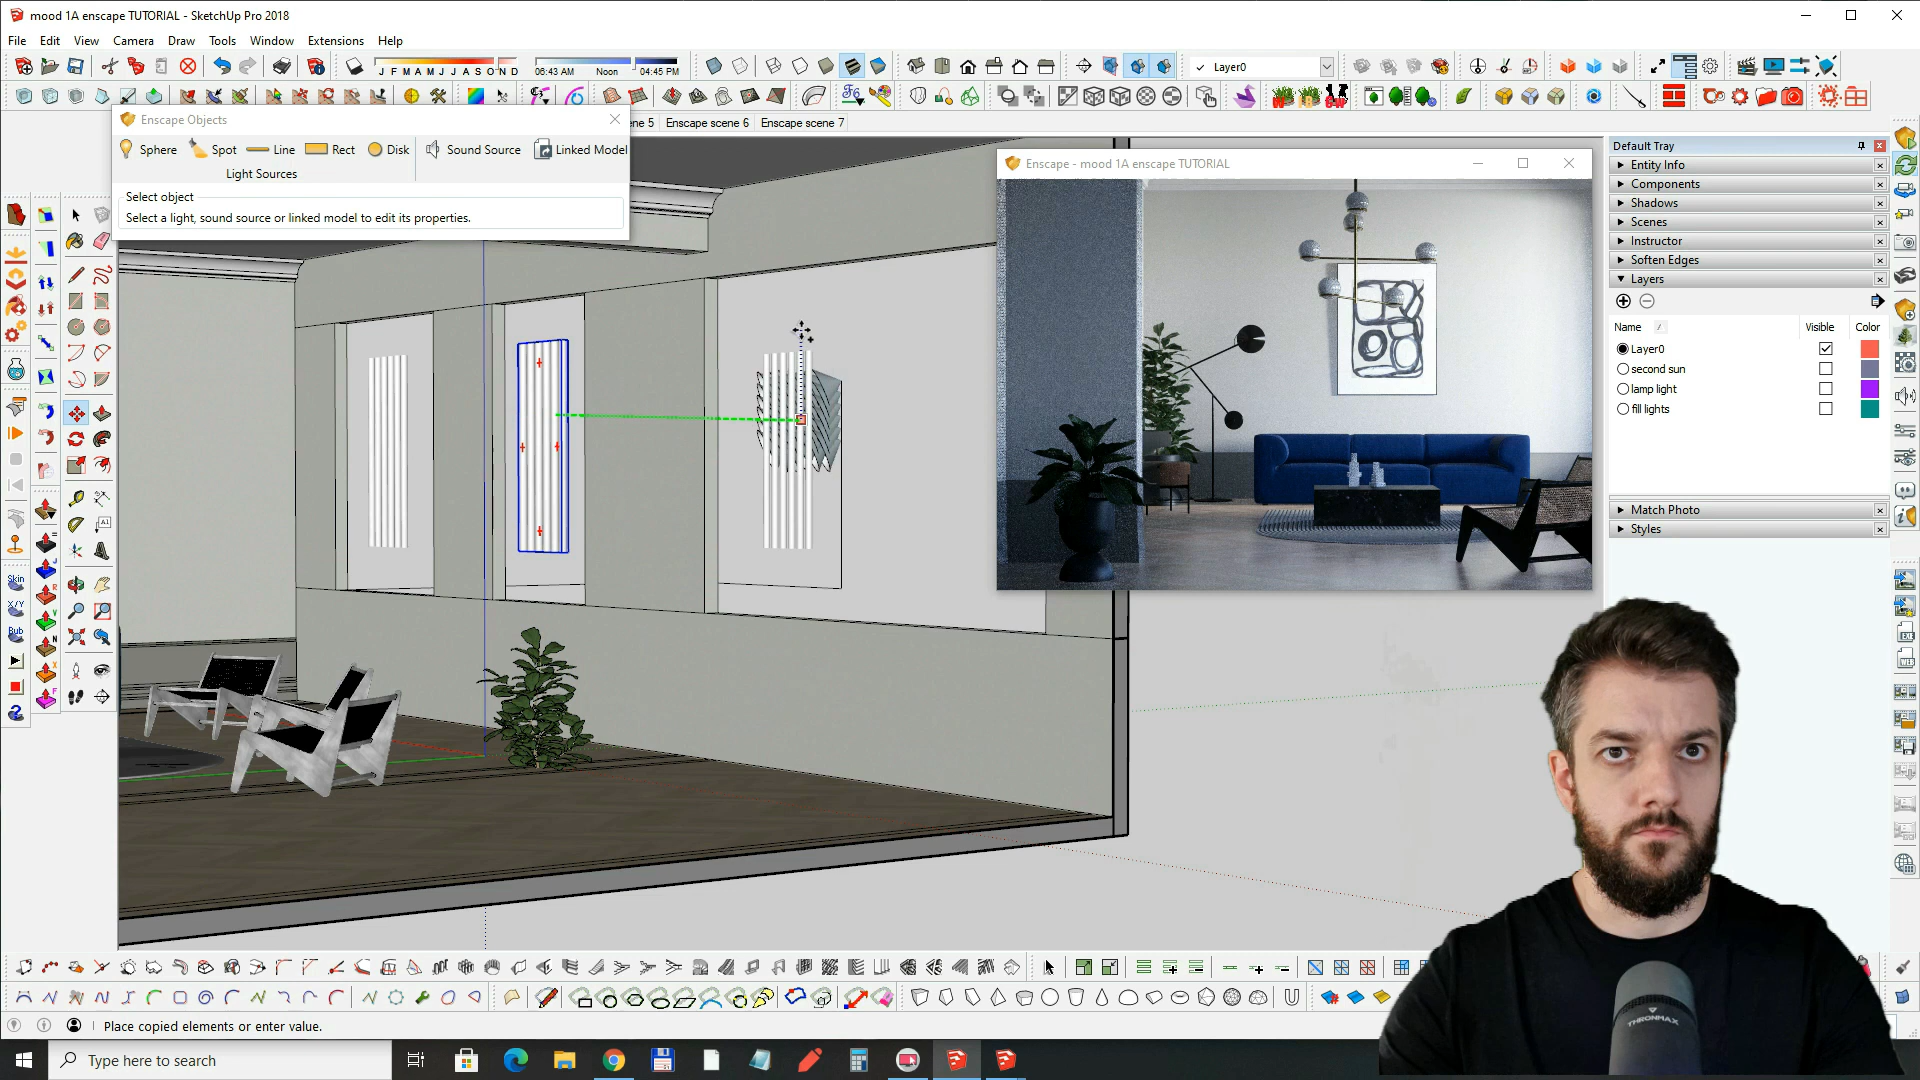 mood 1A enscape TUTORIAL - SketchUp Pro 2018
File Edit View Camera Draw Tools Window Extensions Help
J F M A M J J A S O N D
06:43 AM Noon 04:45 PM
Layer0
Enscape Objects
ne 5 Enscape scene 6 Enscape scene 7
Sphere Spot Line Rect Disk Sound Source Linked Model
Light Sources
Select object
Select a light, sound source or linked model to edit its properties.
Enscape - mood 1A enscape TUTORIAL
Default Tray
Entity Info
Components
Shadows
Scenes
Instructor
Soften Edges
Layers
Name Visible Color
Layer0
second sun
lamp light
fill lights
Match Photo
Styles
Skin
X/Y
Bub
THRONMAX
Place copied elements or enter value.
Type here to search